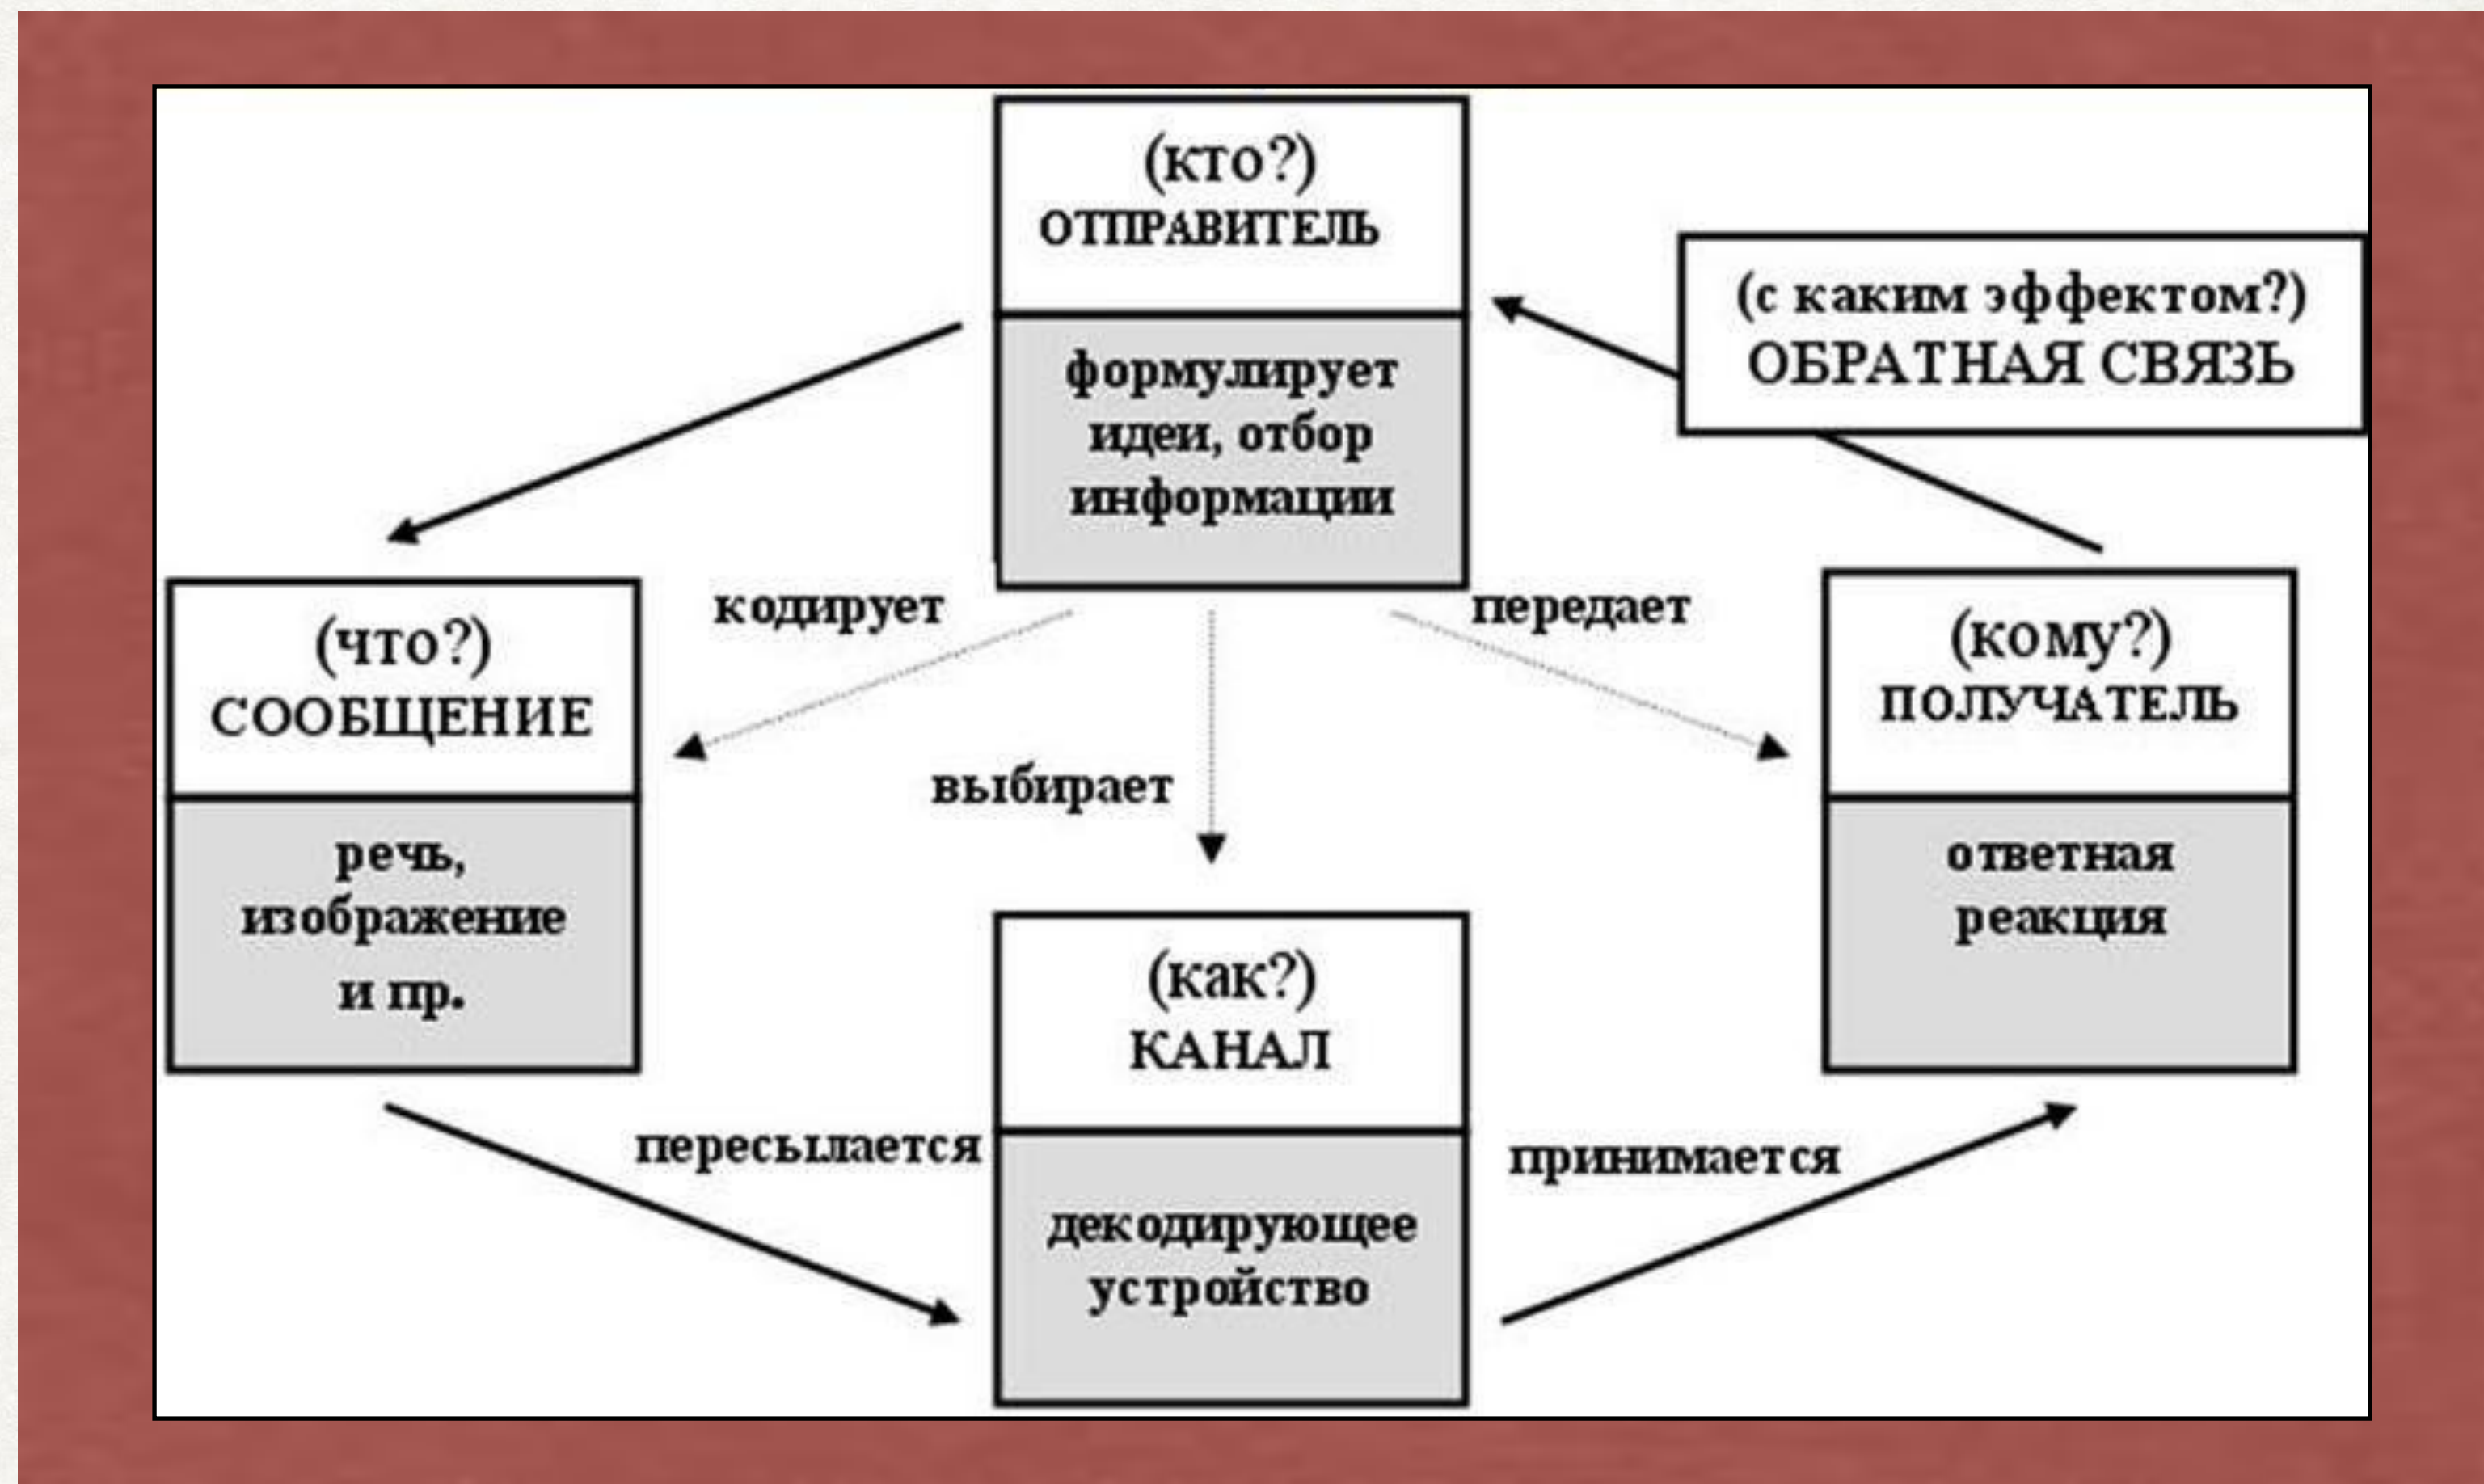 (кто?)
ОТПРАВИТЕЛЬ
формулирует
идеи, отбор
информации
(с каким эффектом?)
ОБРАТНАЯ СВЯЗЬ
кодирует
передает
выбирает
(что?)
СООБЩЕНИЕ
речь,
изображение
и пр.
(кому?)
ПОЛУЧАТЕЛЬ
ответная
реакция
(как?)
КАНАЛ
декодирующее
устройство
пересылается
принимается